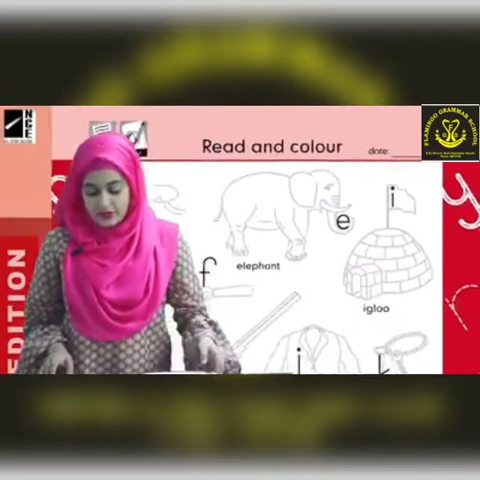 FLAMINGO GRAMMAR SCHOOL
F
G S
Read and colour
date:
i
e
elephant
f
igloo
j
k
EDITION